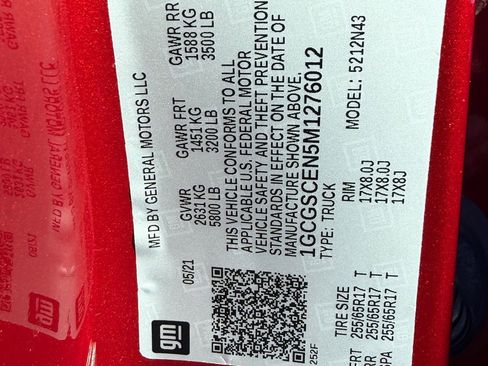 gm
MFD BY GENERAL MOTORS LLC
05/21
GVWR
2631 KG
5800 LB
GAWR FRT
1451 KG
3200 LB
GAWR RR
1588 KG
3500 LB
THIS VEHICLE CONFORMS TO ALL
APPLICABLE U.S. FEDERAL MOTOR
VEHICLE SAFETY AND THEFT PREVENTION
STANDARDS IN EFFECT ON THE DATE OF
MANUFACTURE SHOWN ABOVE.
1GCGSCEN5M1276012
TYPE: TRUCK
MODEL: 5212N43
252F
TIRE SIZE
RIM
FRT 255/65R17 T 17X8.0J
RR 255/65R17 T 17X8.0J
SPA 255/65R17 T 17X8J